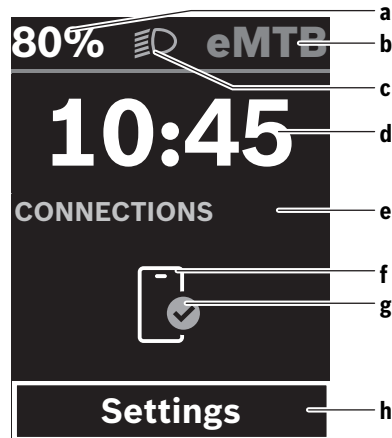 a
80% eMTB b
c
10:45 d
CONNECTIONS e
f
g
Settings h